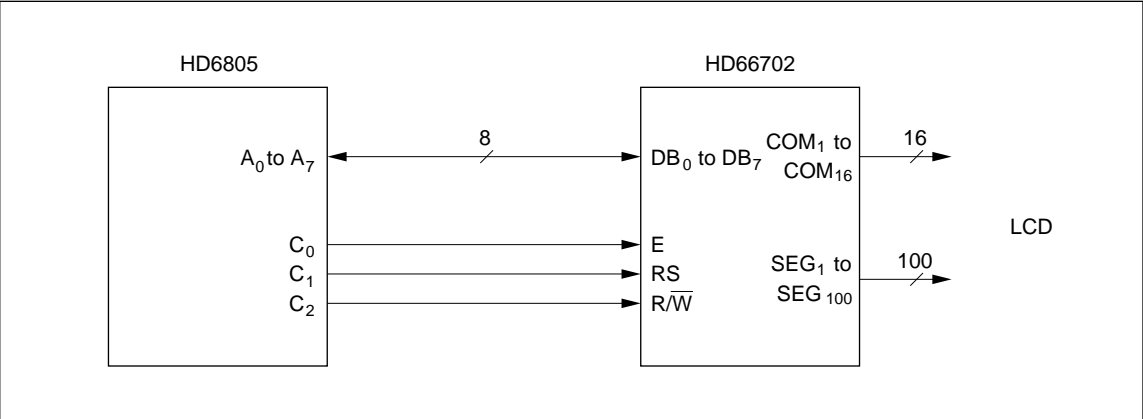 HD6805
HD66702
A₀ to A₇
8
DB₀ to DB₇
COM₁ to
COM₁₆
16
LCD
C₀
E
C₁
RS
C₂
R/W̅
SEG₁ to
SEG₁₀₀
100